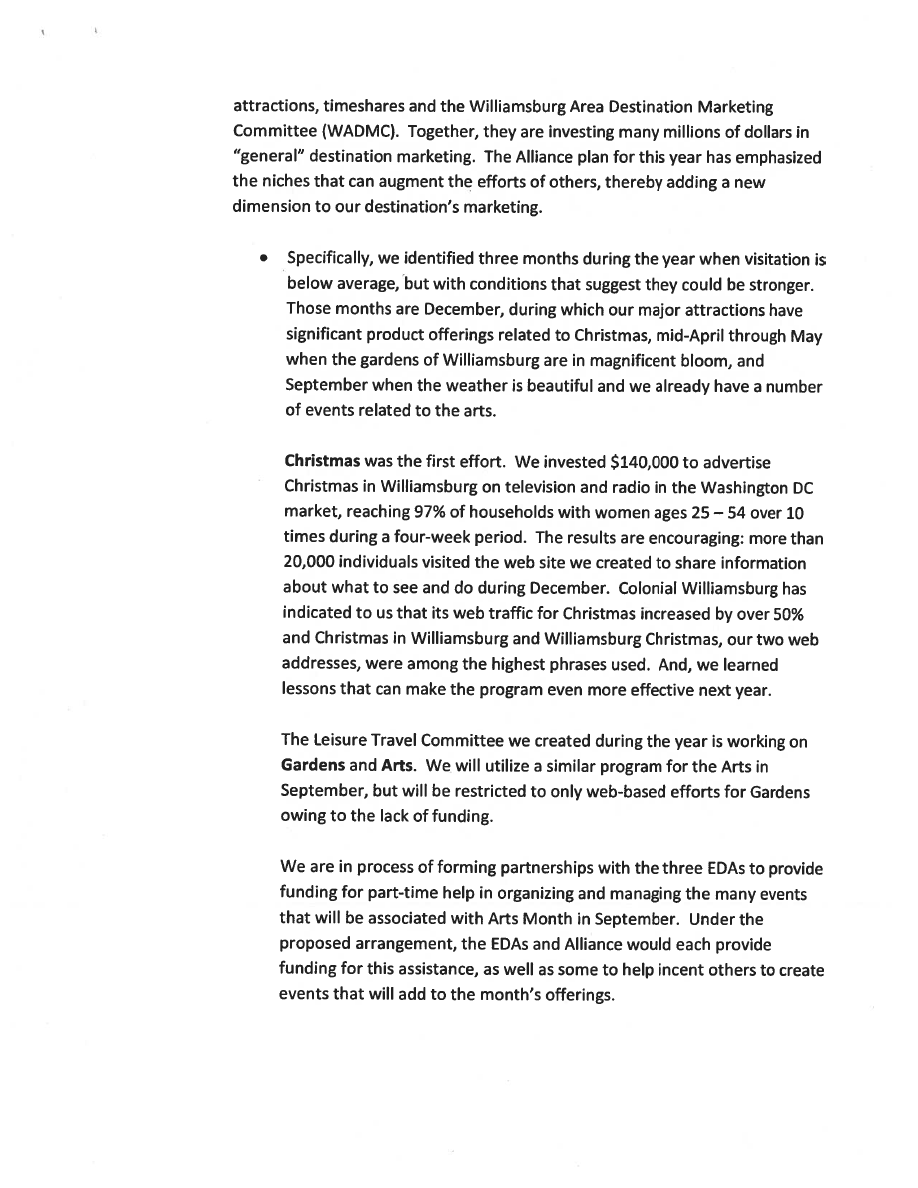 attractions, timeshares and the Williamsburg Area Destination Marketing
Committee (WADMC).  Together, they are investing many millions of dollars in
"general" destination marketing.  The Alliance plan for this year has emphasized
the niches that can augment the efforts of others, thereby adding a new
dimension to our destination's marketing.
• Specifically, we identified three months during the year when visitation is
below average, but with conditions that suggest they could be stronger.
Those months are December, during which our major attractions have
significant product offerings related to Christmas, mid-April through May
when the gardens of Williamsburg are in magnificent bloom, and
September when the weather is beautiful and we already have a number
of events related to the arts.
Christmas was the first effort.  We invested $140,000 to advertise
Christmas in Williamsburg on television and radio in the Washington DC
market, reaching 97% of households with women ages 25 – 54 over 10
times during a four-week period.  The results are encouraging: more than
20,000 individuals visited the web site we created to share information
about what to see and do during December.  Colonial Williamsburg has
indicated to us that its web traffic for Christmas increased by over 50%
and Christmas in Williamsburg and Williamsburg Christmas, our two web
addresses, were among the highest phrases used.  And, we learned
lessons that can make the program even more effective next year.
The Leisure Travel Committee we created during the year is working on
Gardens and Arts.  We will utilize a similar program for the Arts in
September, but will be restricted to only web-based efforts for Gardens
owing to the lack of funding.
We are in process of forming partnerships with the three EDAs to provide
funding for part-time help in organizing and managing the many events
that will be associated with Arts Month in September.  Under the
proposed arrangement, the EDAs and Alliance would each provide
funding for this assistance, as well as some to help incent others to create
events that will add to the month's offerings.